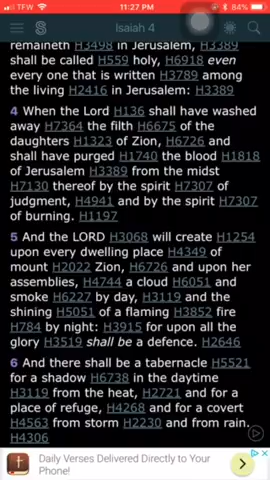 TFW 11:27 PM 84%
Isaiah 4
remaineth H3498 in Jerusalem, H3389
shall be called H559 holy, H6918 even
every one that is written H3789 among
the living H2416 in Jerusalem: H3389
4 When the Lord H136 shall have washed
away H7364 the filth H6675 of the
daughters H1323 of Zion, H6726 and
shall have purged H1740 the blood H1818
of Jerusalem H3389 from the midst
H7130 thereof by the spirit H7307 of
judgment, H4941 and by the spirit H7307
of burning. H1197
5 And the LORD H3068 will create H1254
upon every dwelling place H4349 of
mount H2022 Zion, H6726 and upon her
assemblies, H4744 a cloud H6051 and
smoke H6227 by day, H3119 and the
shining H5051 of a flaming H3852 fire
H784 by night: H3915 for upon all the
glory H3519 shall be a defence. H2646
6 And there shall be a tabernacle H5521
for a shadow H6738 in the daytime
H3119 from the heat, H2721 and for a
place of refuge, H4268 and for a covert
H4563 from storm H2230 and from rain.
H4306
Daily Verses Delivered Directly to Your
Phone!